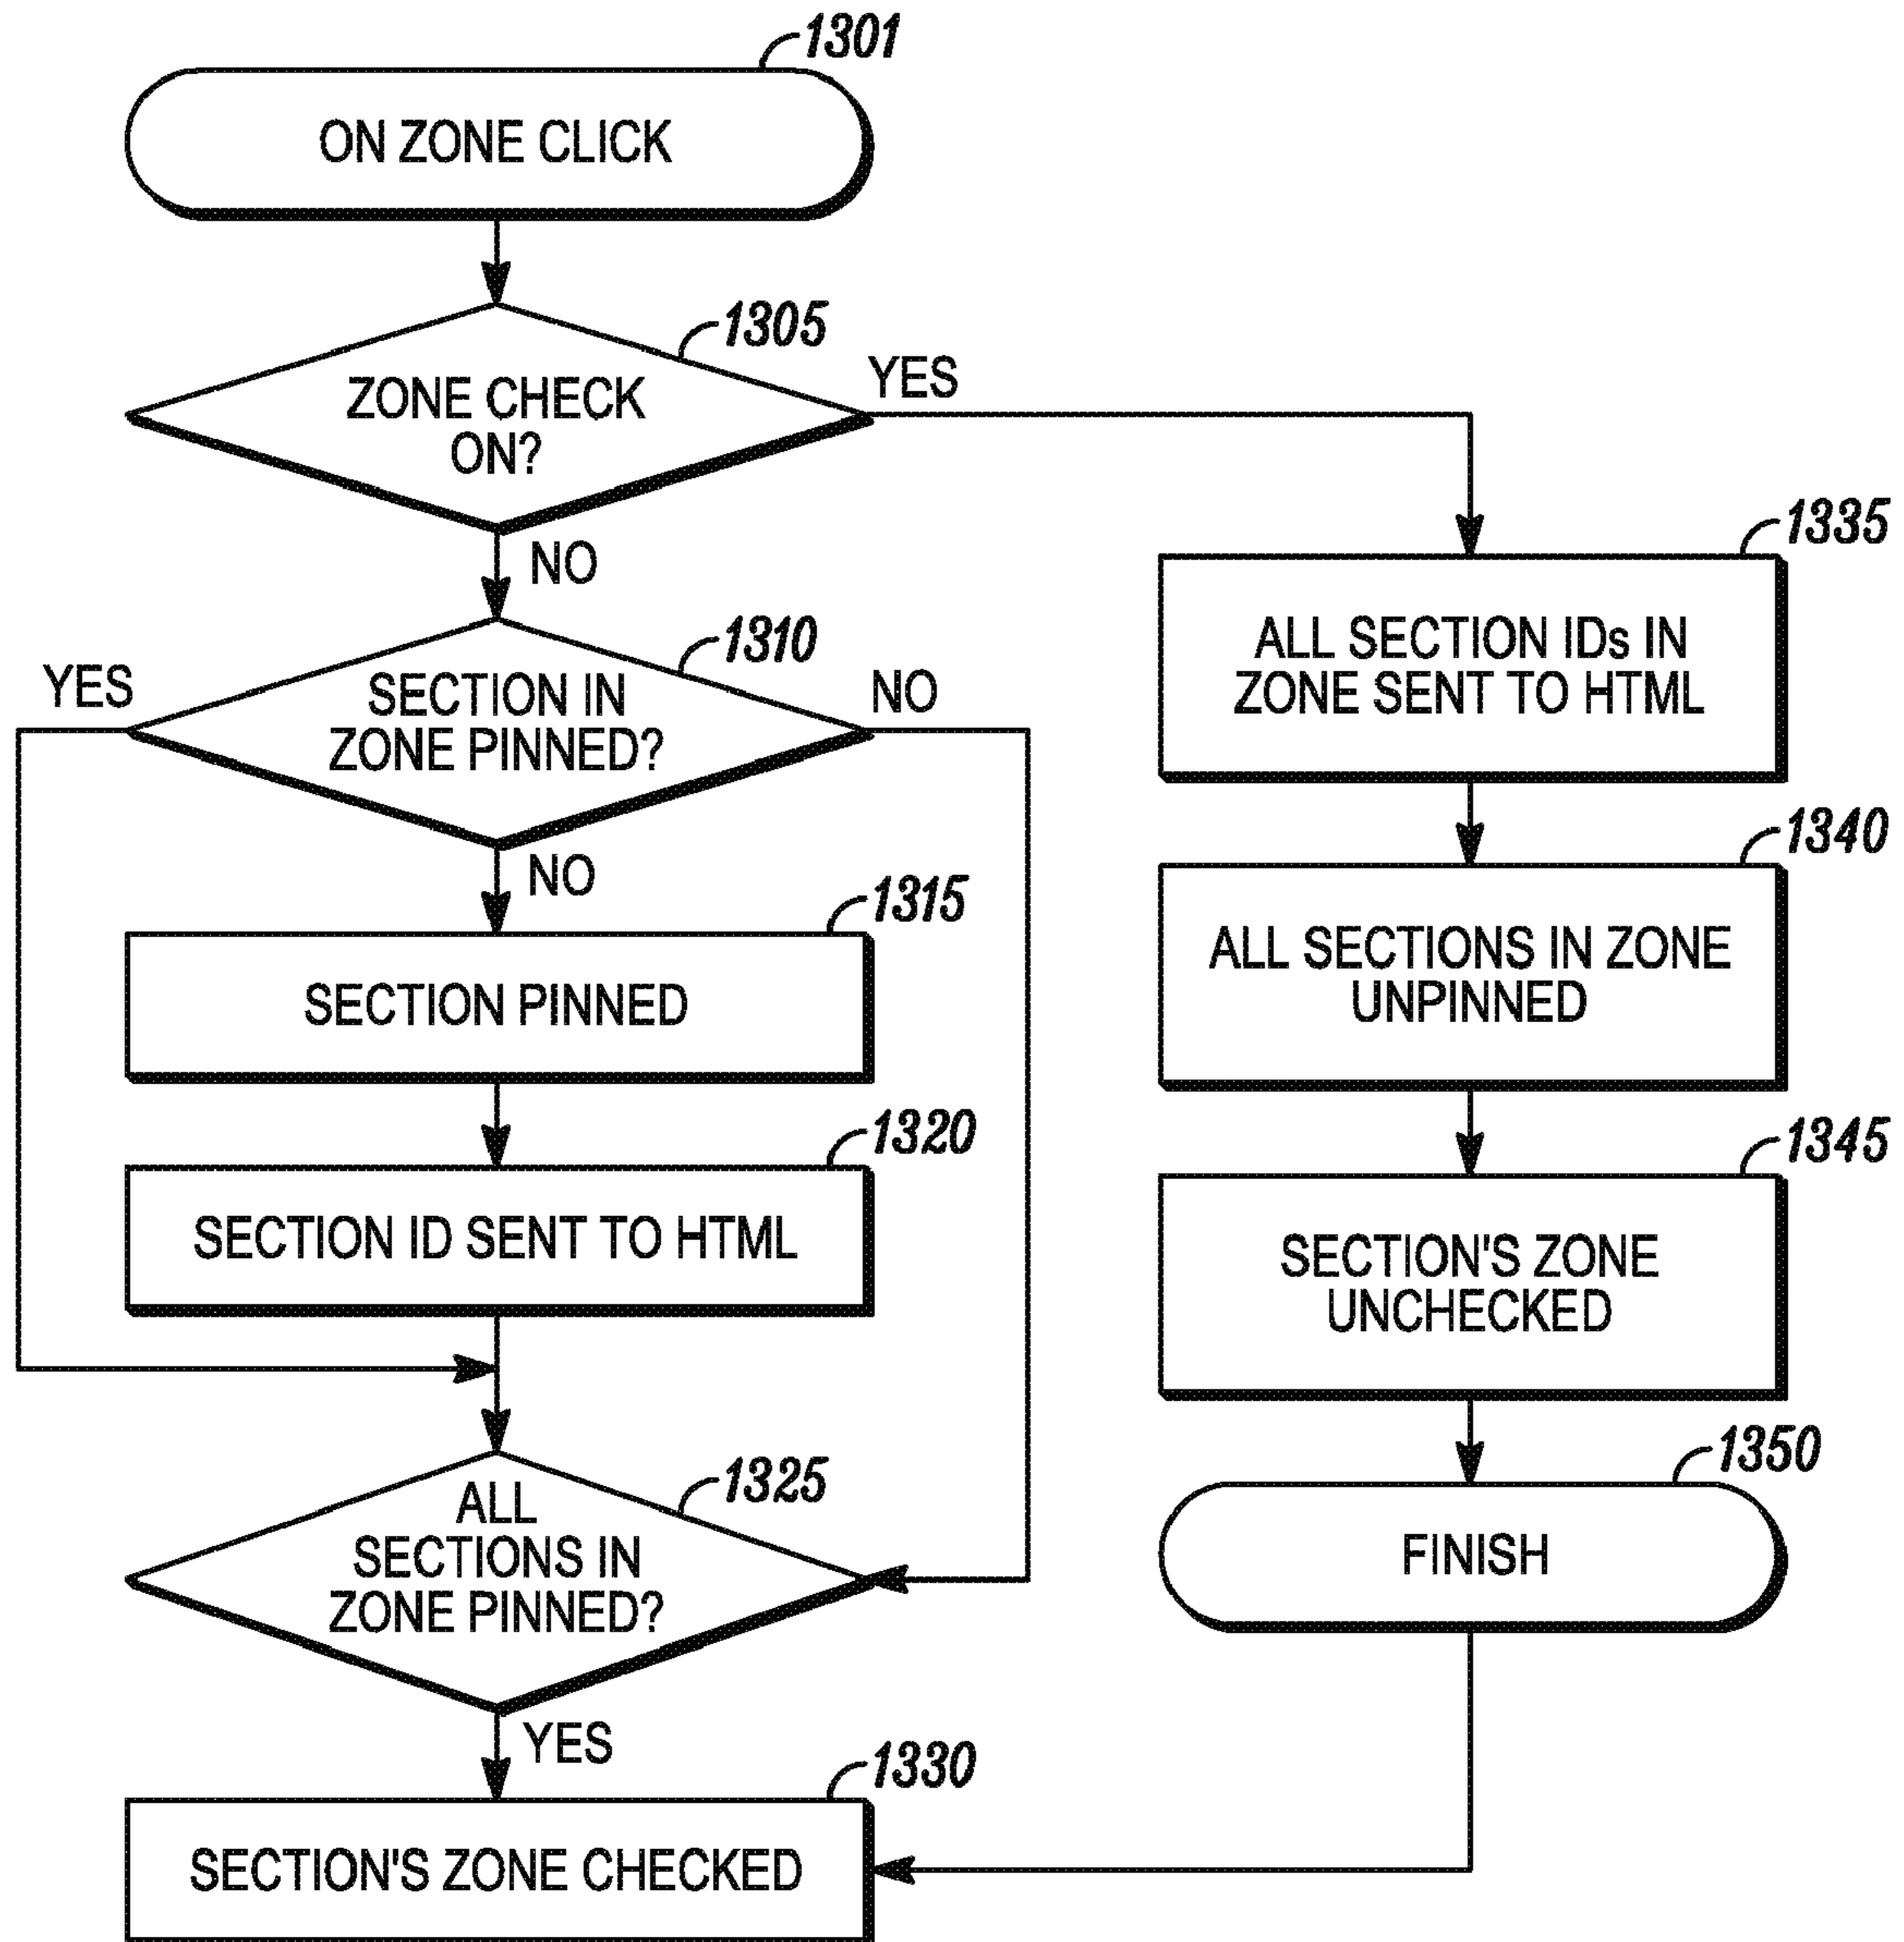 1301
ON ZONE CLICK
1305
ZONE CHECK
ON?
YES
NO
1310
SECTION IN
ZONE PINNED?
YES
NO
NO
1315
SECTION PINNED
1320
SECTION ID SENT TO HTML
1325
ALL
SECTIONS IN
ZONE PINNED?
YES
1330
SECTION'S ZONE CHECKED
1335
ALL SECTION IDs IN
ZONE SENT TO HTML
1340
ALL SECTIONS IN ZONE
UNPINNED
1345
SECTION'S ZONE
UNCHECKED
1350
FINISH